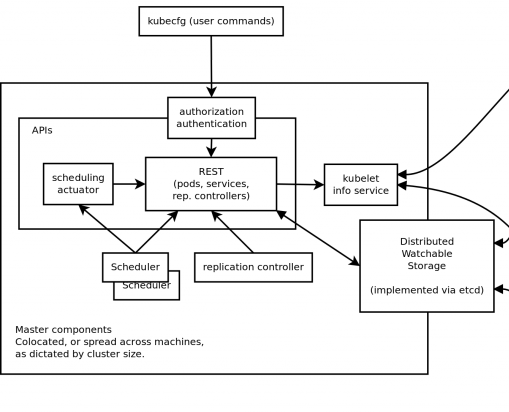 kubecfg (user commands)
authorization
authentication
APIs
scheduling
actuator
REST
(pods, services,
rep. controllers)
kubelet
info service
Scheduler
Scheduler
replication controller
Distributed
Watchable
Storage
(implemented via etcd)
Master components
Colocated, or spread across machines,
as dictated by cluster size.